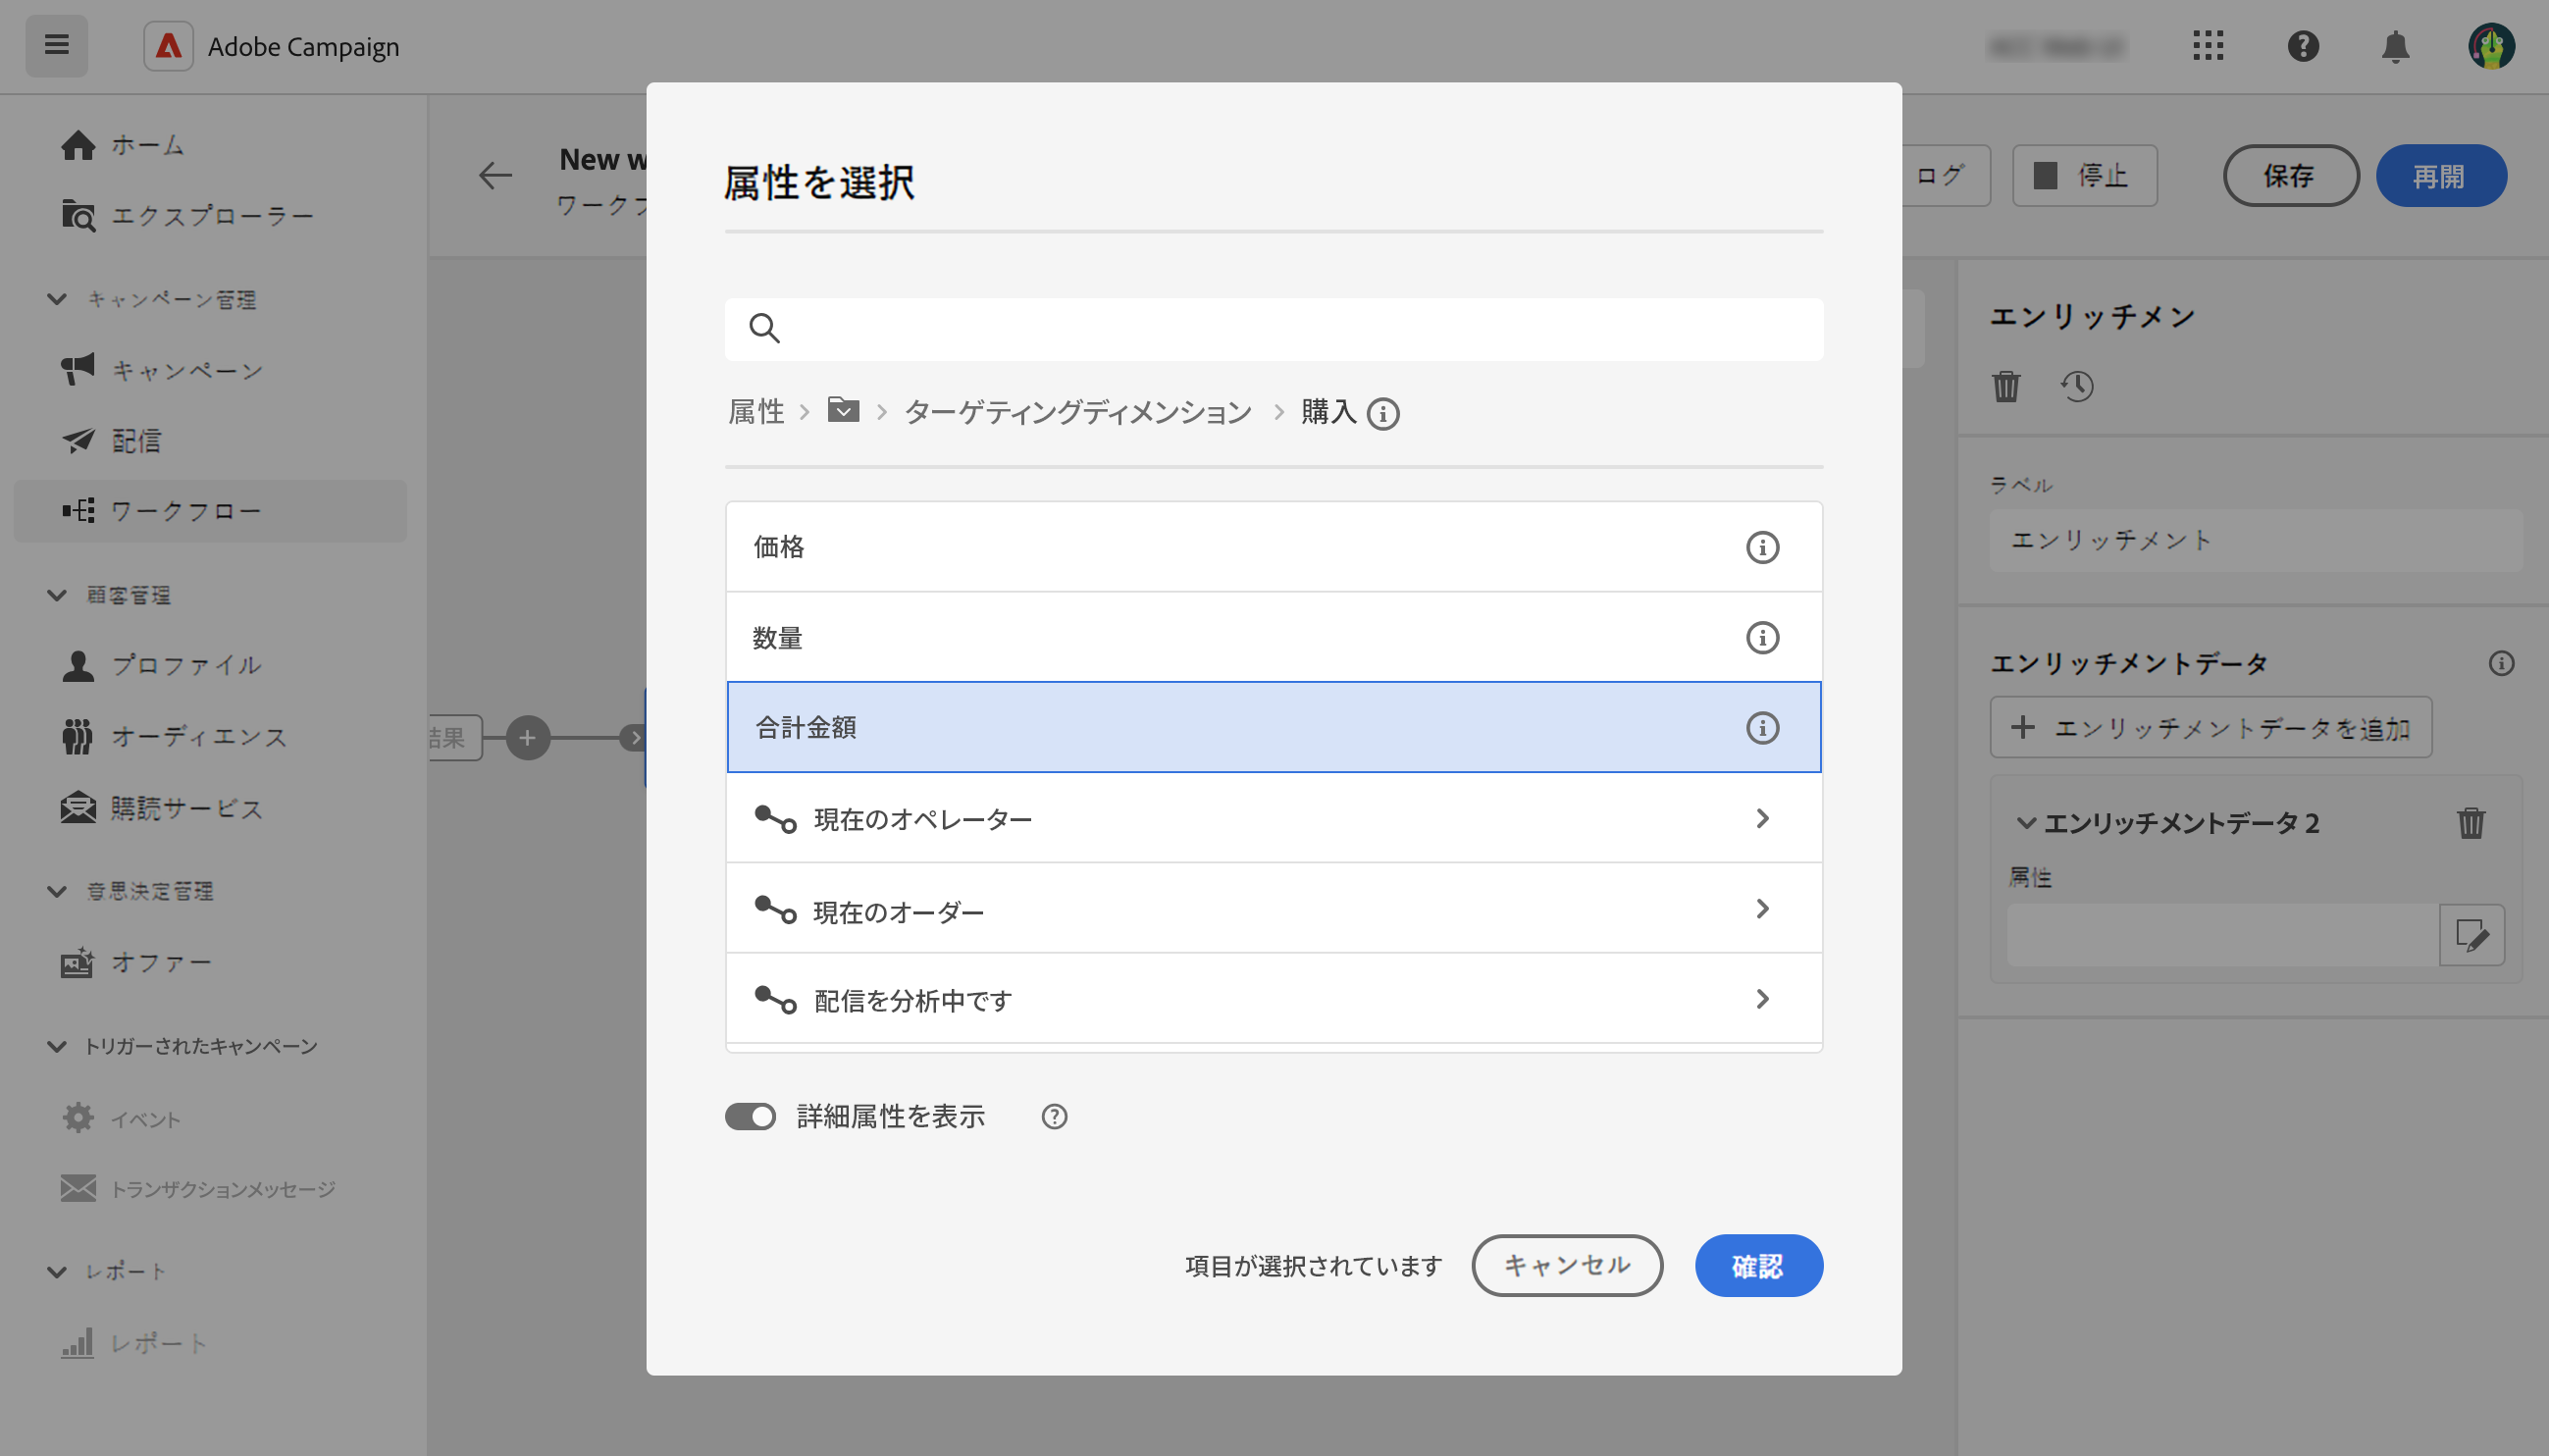 Adobe Campaign
ホーム
エクスプローラー
キャンペーン管理
キャンペーン
配信
ワークフロー
顧客管理
プロファイル
オーディエンス
購読サービス
意思決定管理
オファー
トリガーされたキャンペーン
イベント
トランザクションメッセージ
レポート
レポート
New w
ワークフ
結果
属性を選択
属性 > > ターゲティングディメンション > 購入
価格
数量
合計金額
現在のオペレーター
現在のオーダー
配信を分析中です
詳細属性を表示
項目が選択されています
キャンセル
確認
ログ
停止
保存
再開
エンリッチメン
ラベル
エンリッチメント
エンリッチメントデータ
エンリッチメントデータを追加
エンリッチメントデータ 2
属性